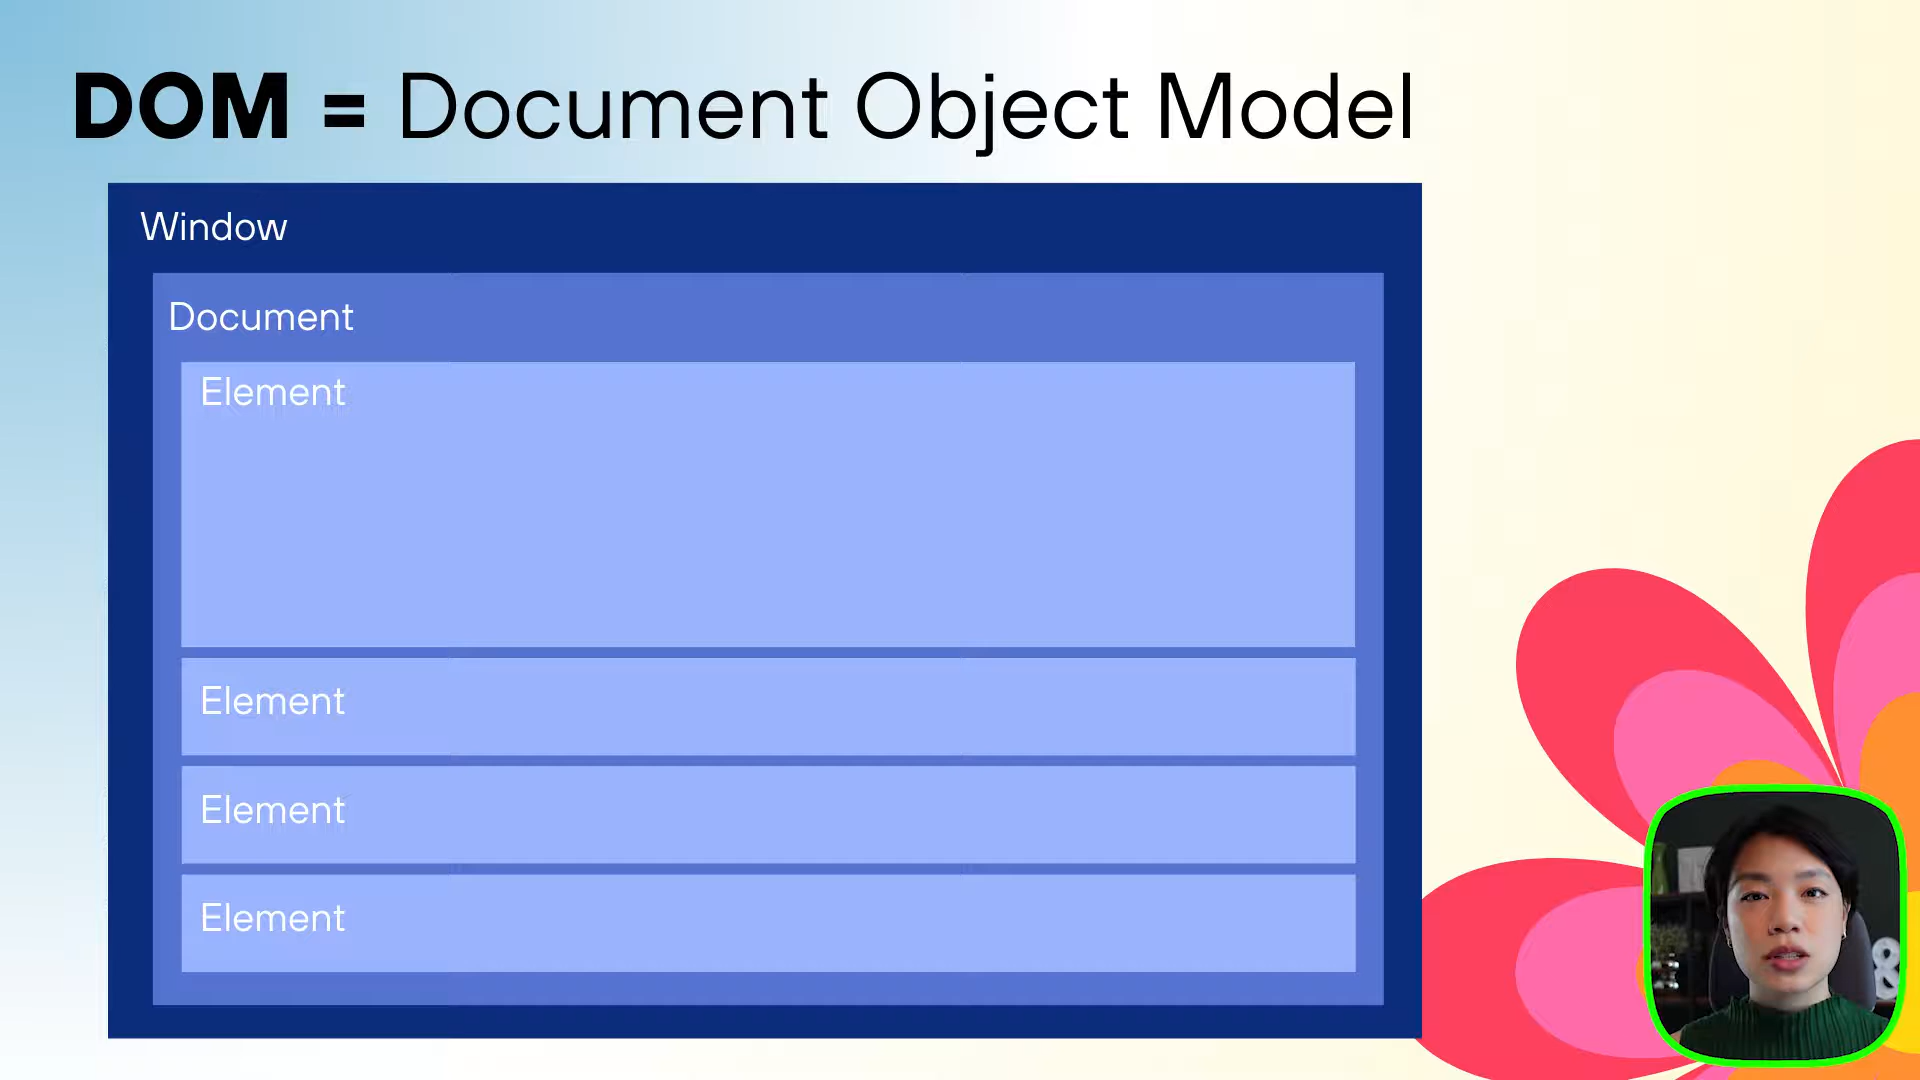 DOM = Document Object Model
Window
Document
Element
Element
Element
Element